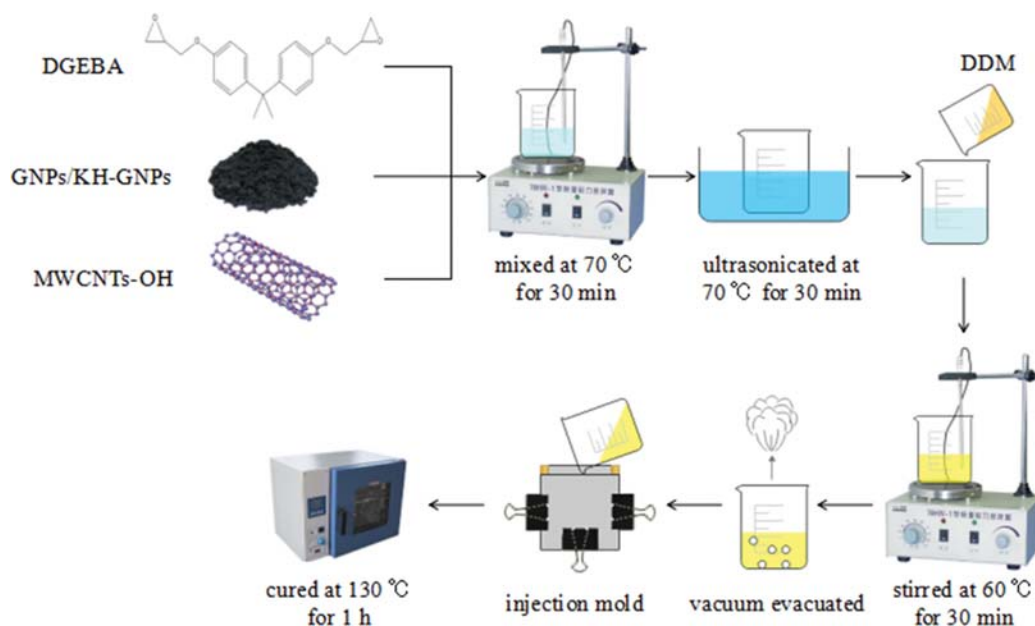 DGEBA
GNPs/KH-GNPs
MWCNTs-OH
O
O
O
O
mixed at 70 ℃
for 30 min
ultrasonicated at
70 ℃ for 30 min
DDM
stirred at 60 ℃
for 30 min
vacuum evacuated
injection mold
cured at 130 ℃
for 1 h